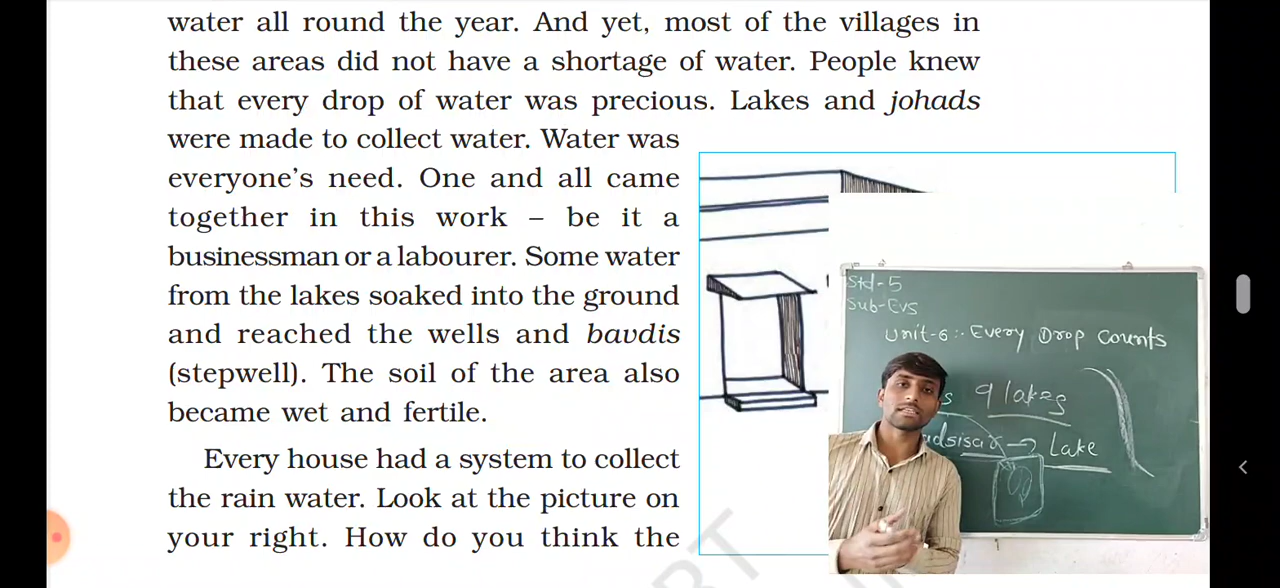 water all round the year. And yet, most of the villages in
these areas did not have a shortage of water. People knew
that every drop of water was precious. Lakes and johads
were made to collect water. Water was
everyone's need. One and all came
together in this work – be it a
businessman or a labourer. Some water
from the lakes soaked into the ground
and reached the wells and bavdis
(stepwell). The soil of the area also
became wet and fertile.
Every house had a system to collect
the rain water. Look at the picture on
your right. How do you think the
Std-5
Sub-Evs
Unit-6:- Every Drop Counts
s 9 lakes
adsisar → Lake